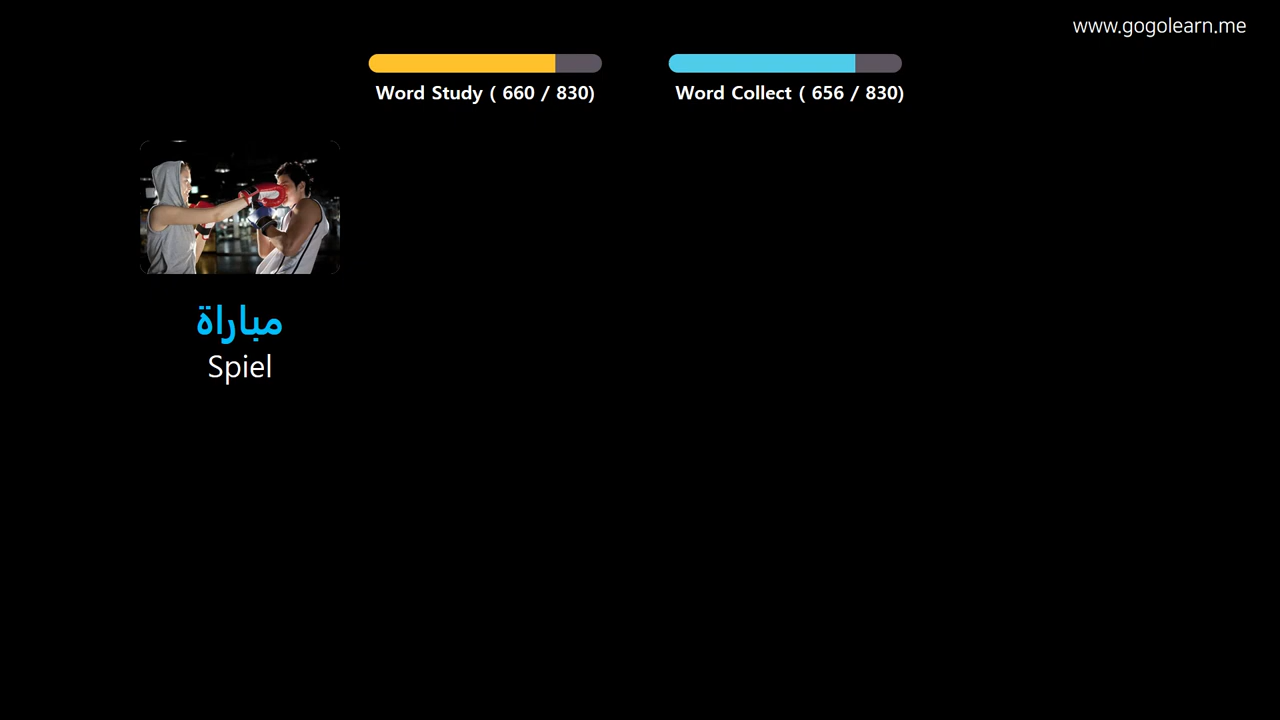 www.gogolearn.me
Word Study ( 660 / 830)
Word Collect ( 656 / 830)
مباراة
Spiel